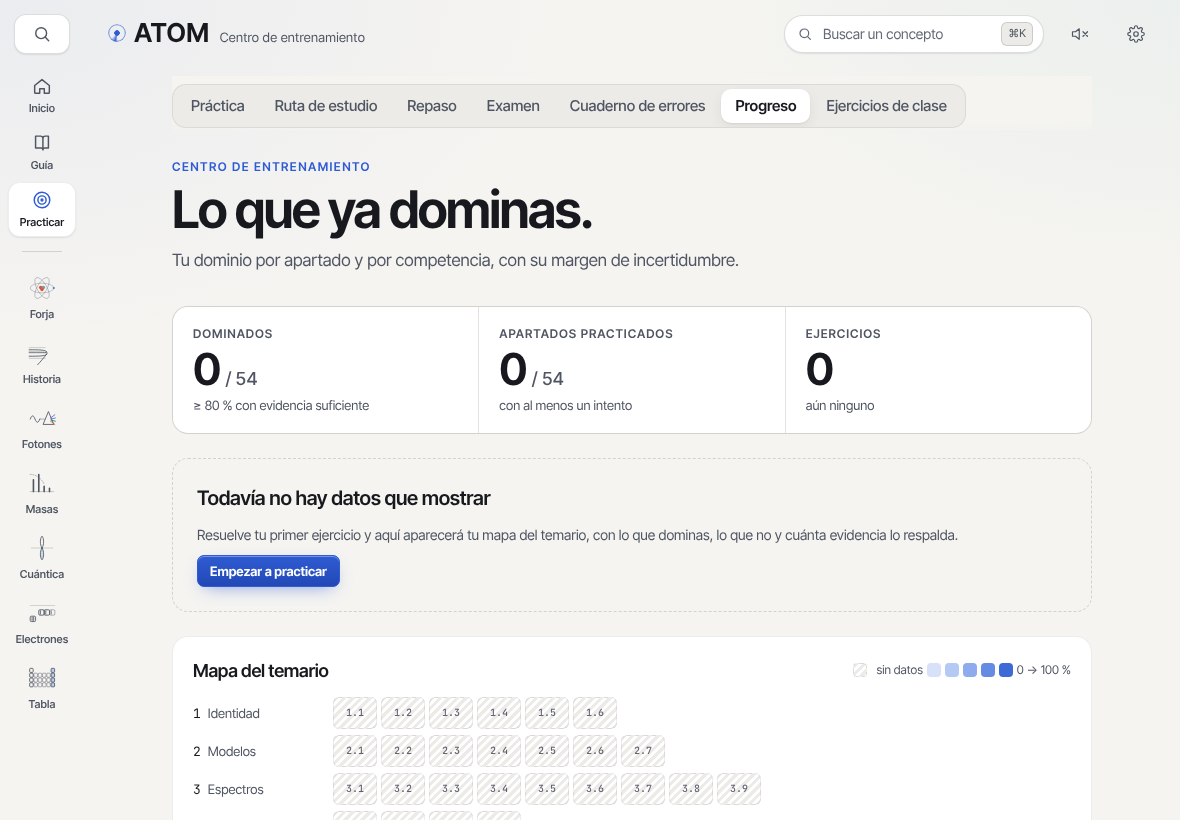 ATOM Centro de entrenamiento
Buscar un concepto ⌘K
Inicio
Guía
Practicar
Forja
Historia
Fotones
Masas
Cuántica
Electrones
Tabla
Práctica Ruta de estudio Repaso Examen Cuaderno de errores Progreso Ejercicios de clase
CENTRO DE ENTRENAMIENTO
Lo que ya dominas.
Tu dominio por apartado y por competencia, con su margen de incertidumbre.
DOMINADOS
0 / 54
≥ 80 % con evidencia suficiente
APARTADOS PRACTICADOS
0 / 54
con al menos un intento
EJERCICIOS
0
aún ninguno
Todavía no hay datos que mostrar
Resuelve tu primer ejercicio y aquí aparecerá tu mapa del temario, con lo que dominas, lo que no y cuánta evidencia lo respalda.
Empezar a practicar
Mapa del temario
sin datos 0 → 100 %
1 Identidad 1.1 1.2 1.3 1.4 1.5 1.6
2 Modelos 2.1 2.2 2.3 2.4 2.5 2.6 2.7
3 Espectros 3.1 3.2 3.3 3.4 3.5 3.6 3.7 3.8 3.9